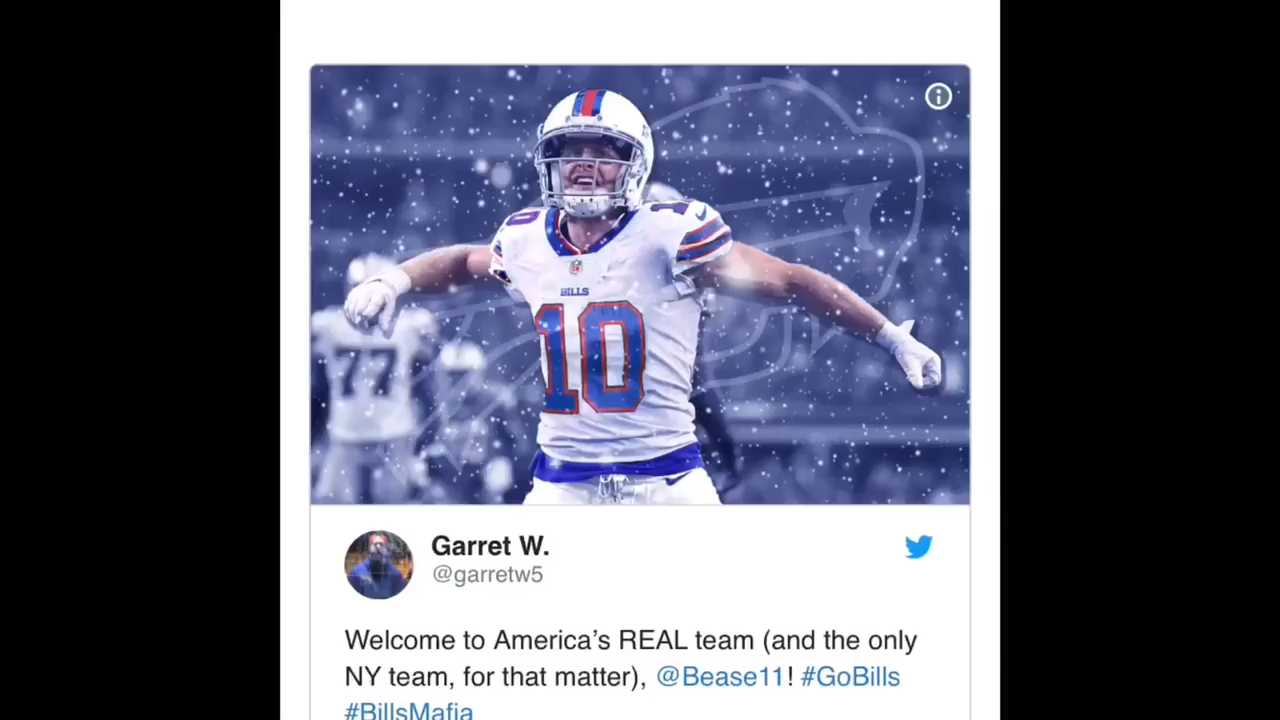 10
BILLS
10
77
Garret W.
@garretw5
Welcome to America’s REAL team (and the only
NY team, for that matter), @Bease11! #GoBills
#BillsMafia